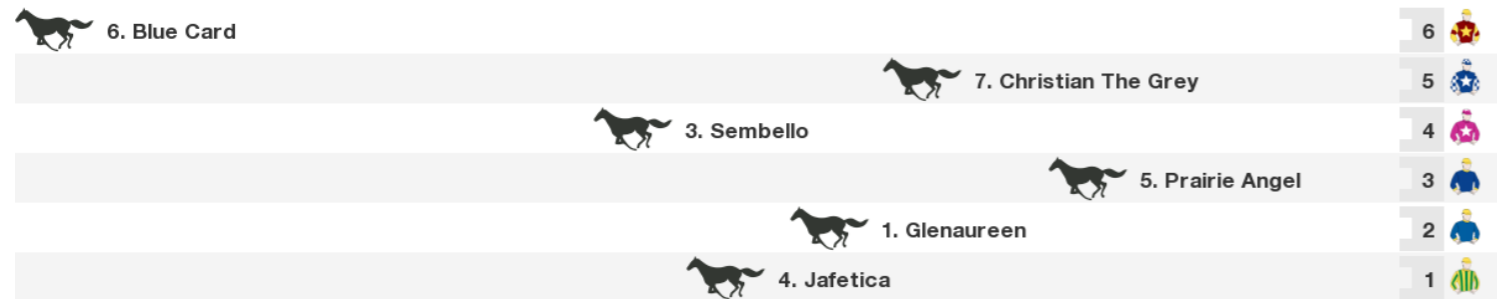 6. Blue Card 6
7. Christian The Grey 5
3. Sembello 4
5. Prairie Angel 3
1. Glenaureen 2
4. Jafetica 1